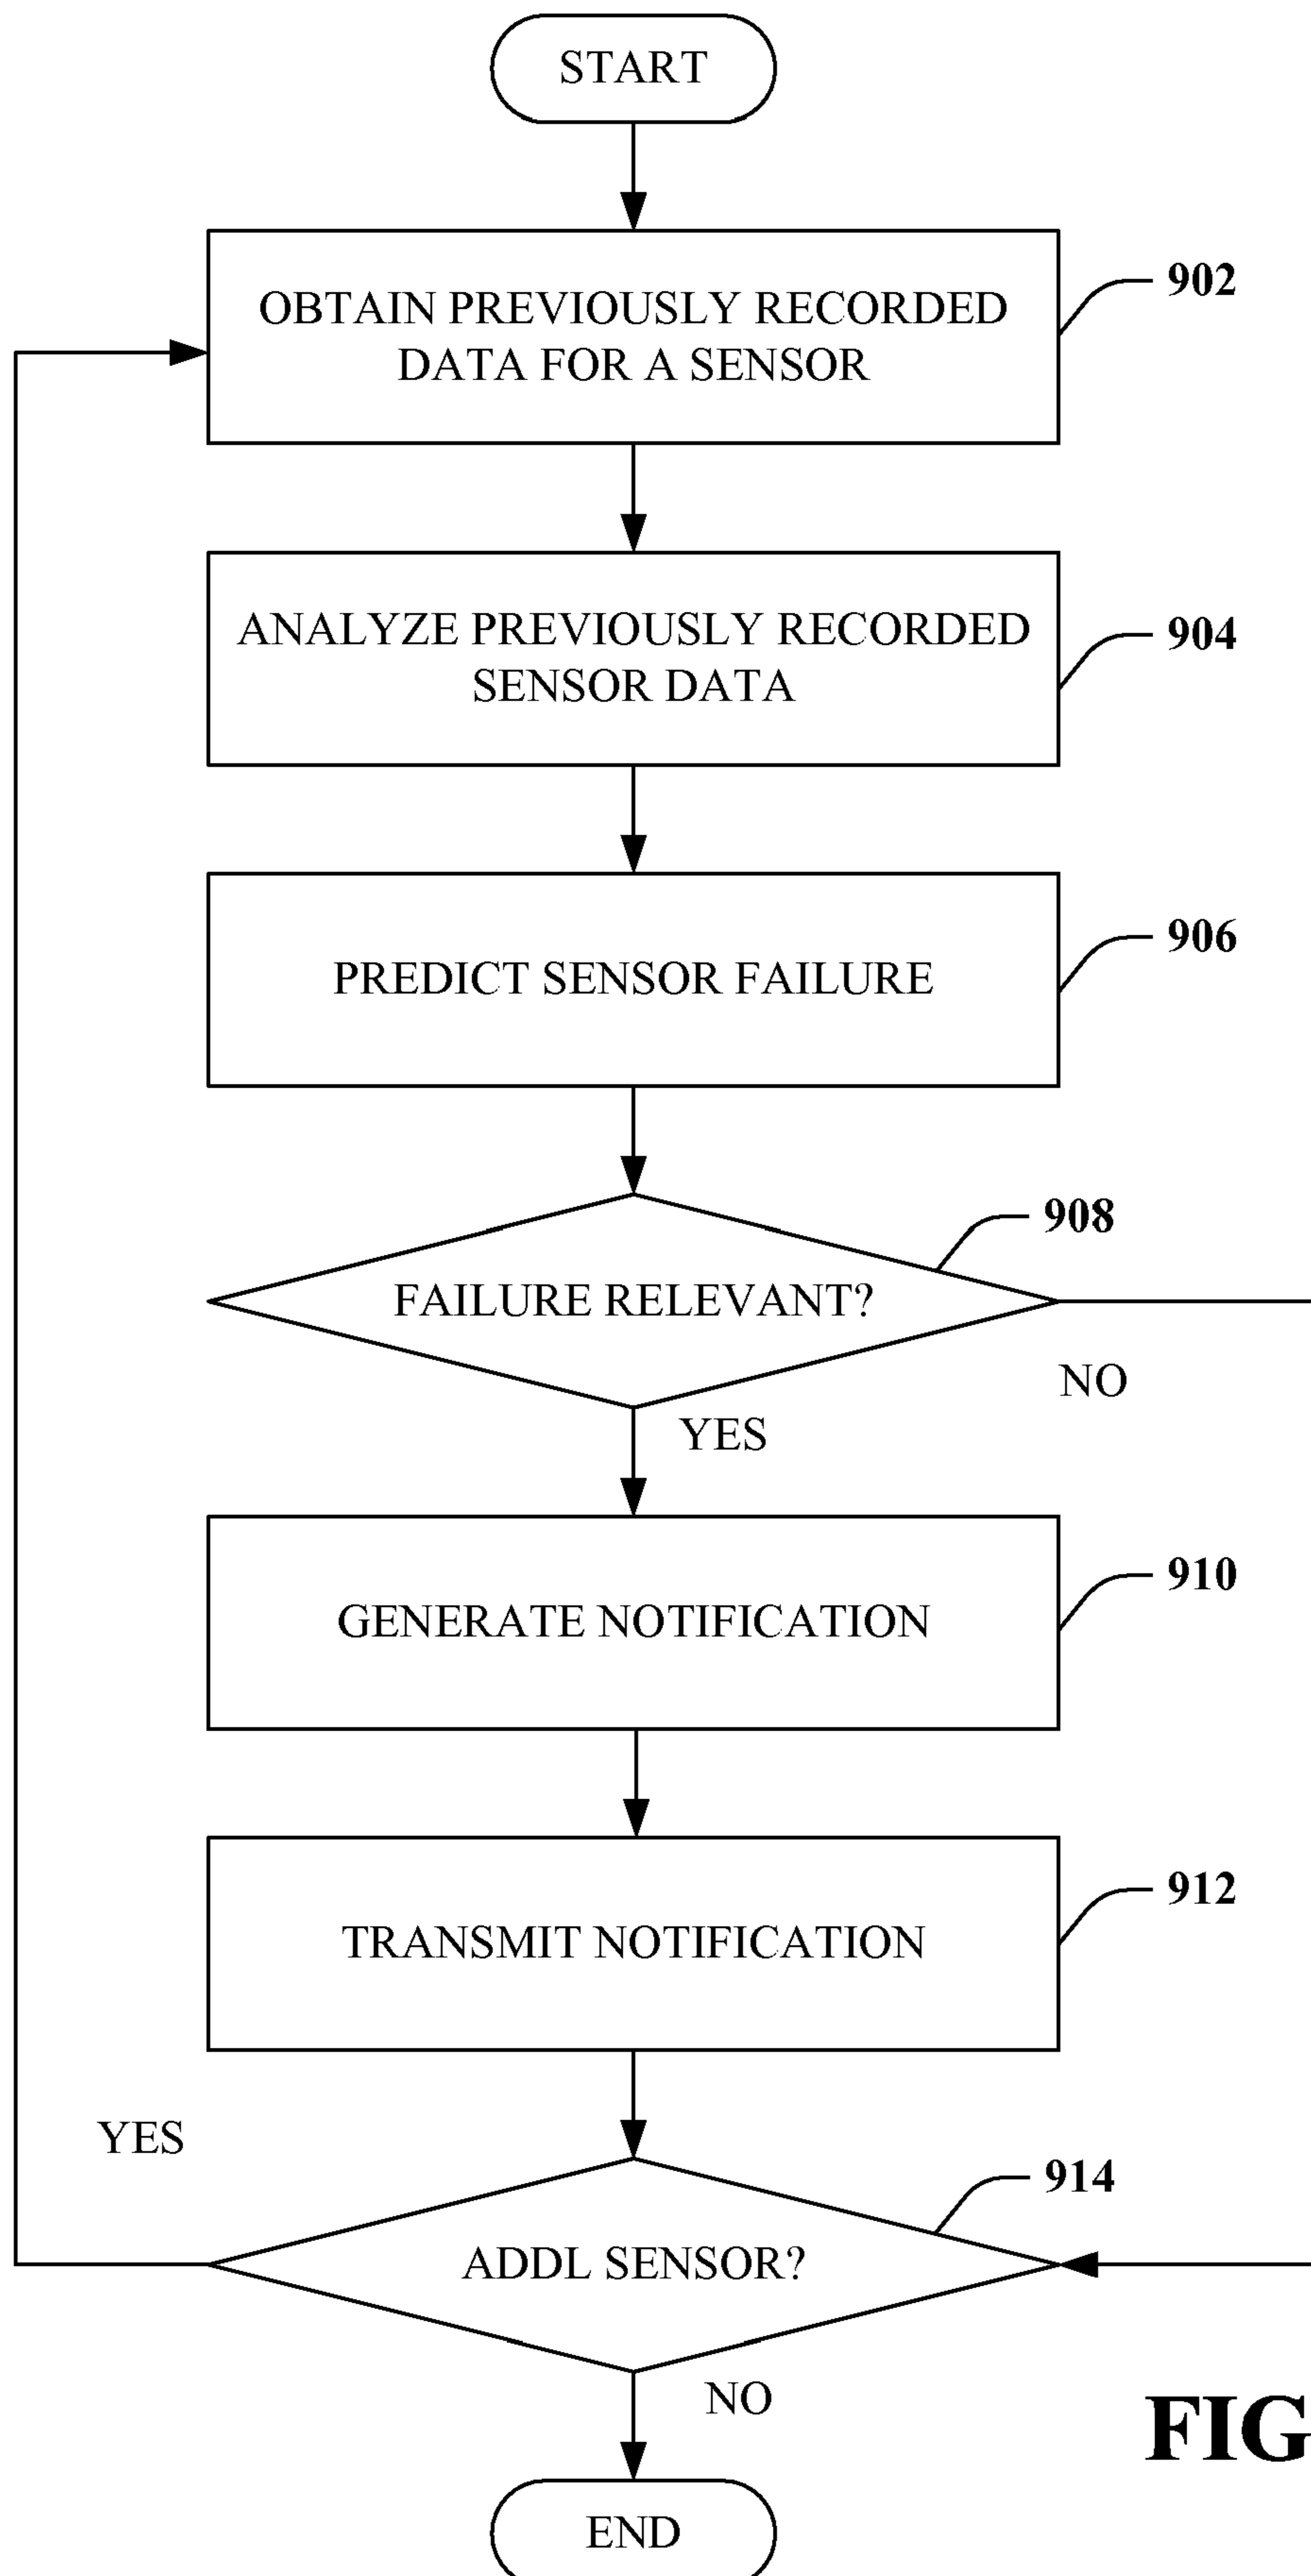 START
OBTAIN PREVIOUSLY RECORDED
DATA FOR A SENSOR
902
ANALYZE PREVIOUSLY RECORDED
SENSOR DATA
904
PREDICT SENSOR FAILURE
906
FAILURE RELEVANT?
908
NO
YES
GENERATE NOTIFICATION
910
TRANSMIT NOTIFICATION
912
YES
ADDL SENSOR?
914
NO
FIG
END